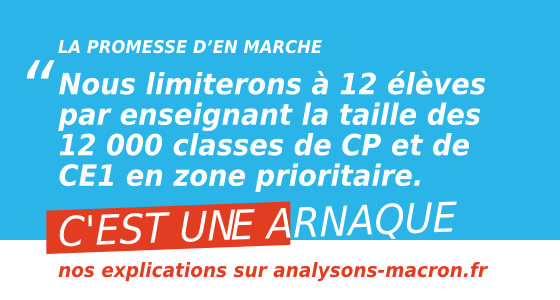 LA PROMESSE D’EN MARCHE
“ Nous limiterons à 12 élèves
par enseignant la taille des
12 000 classes de CP et de
CE1 en zone prioritaire.
C'EST UNE ARNAQUE
nos explications sur analysons-macron.fr